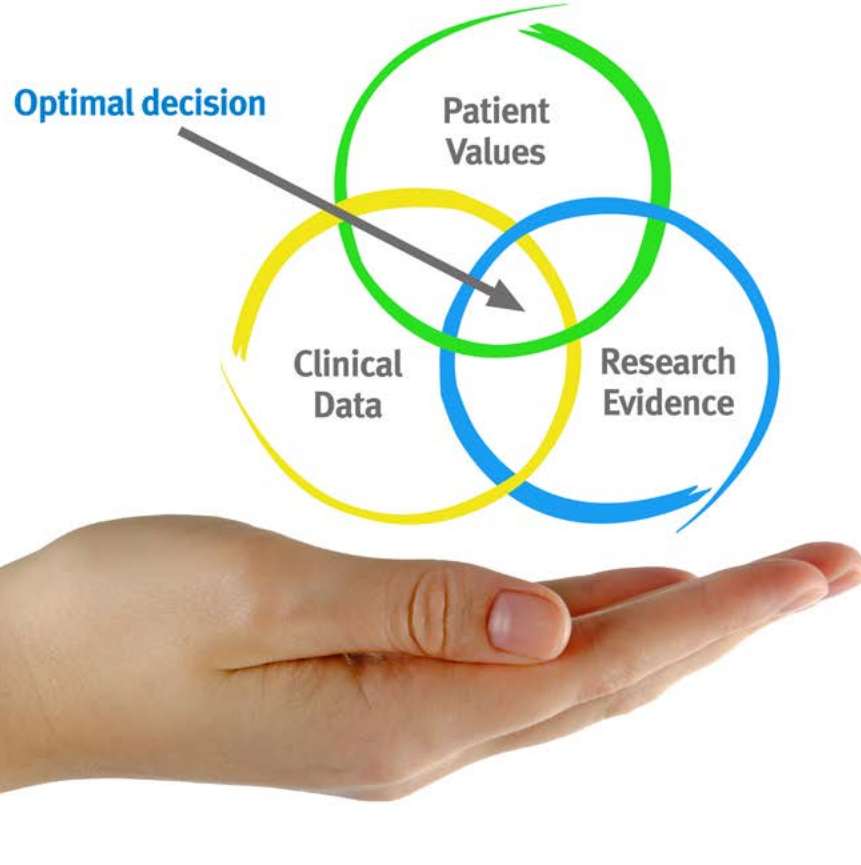 Optimal decision
Patient
Values
Clinical
Data
Research
Evidence